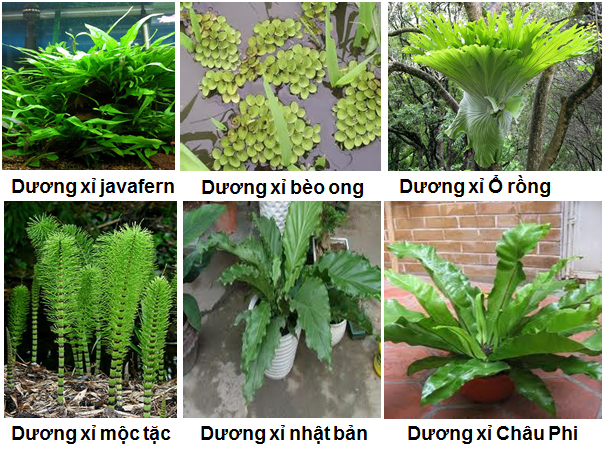 Dương xỉ javafern
Dương xỉ bèo ong
Dương xỉ Ổ rồng
Dương xỉ mộc tặc
Dương xỉ nhật bản
Dương xỉ Châu Phi